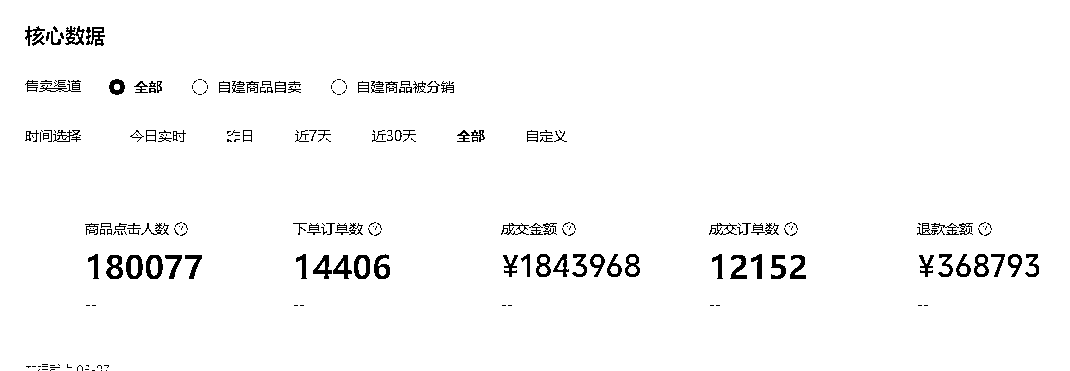 核心数据
售卖渠道 全部 自建商品自卖 自建商品被分销
时间选择 今日实时 昨日 近7天 近30天 全部 自定义
商品点击人数 ? 下单订单数 ? 成交金额 ? 成交订单数 ? 退款金额 ?
180077 14406 ¥1843968 12152 ¥368793
-- -- -- -- --